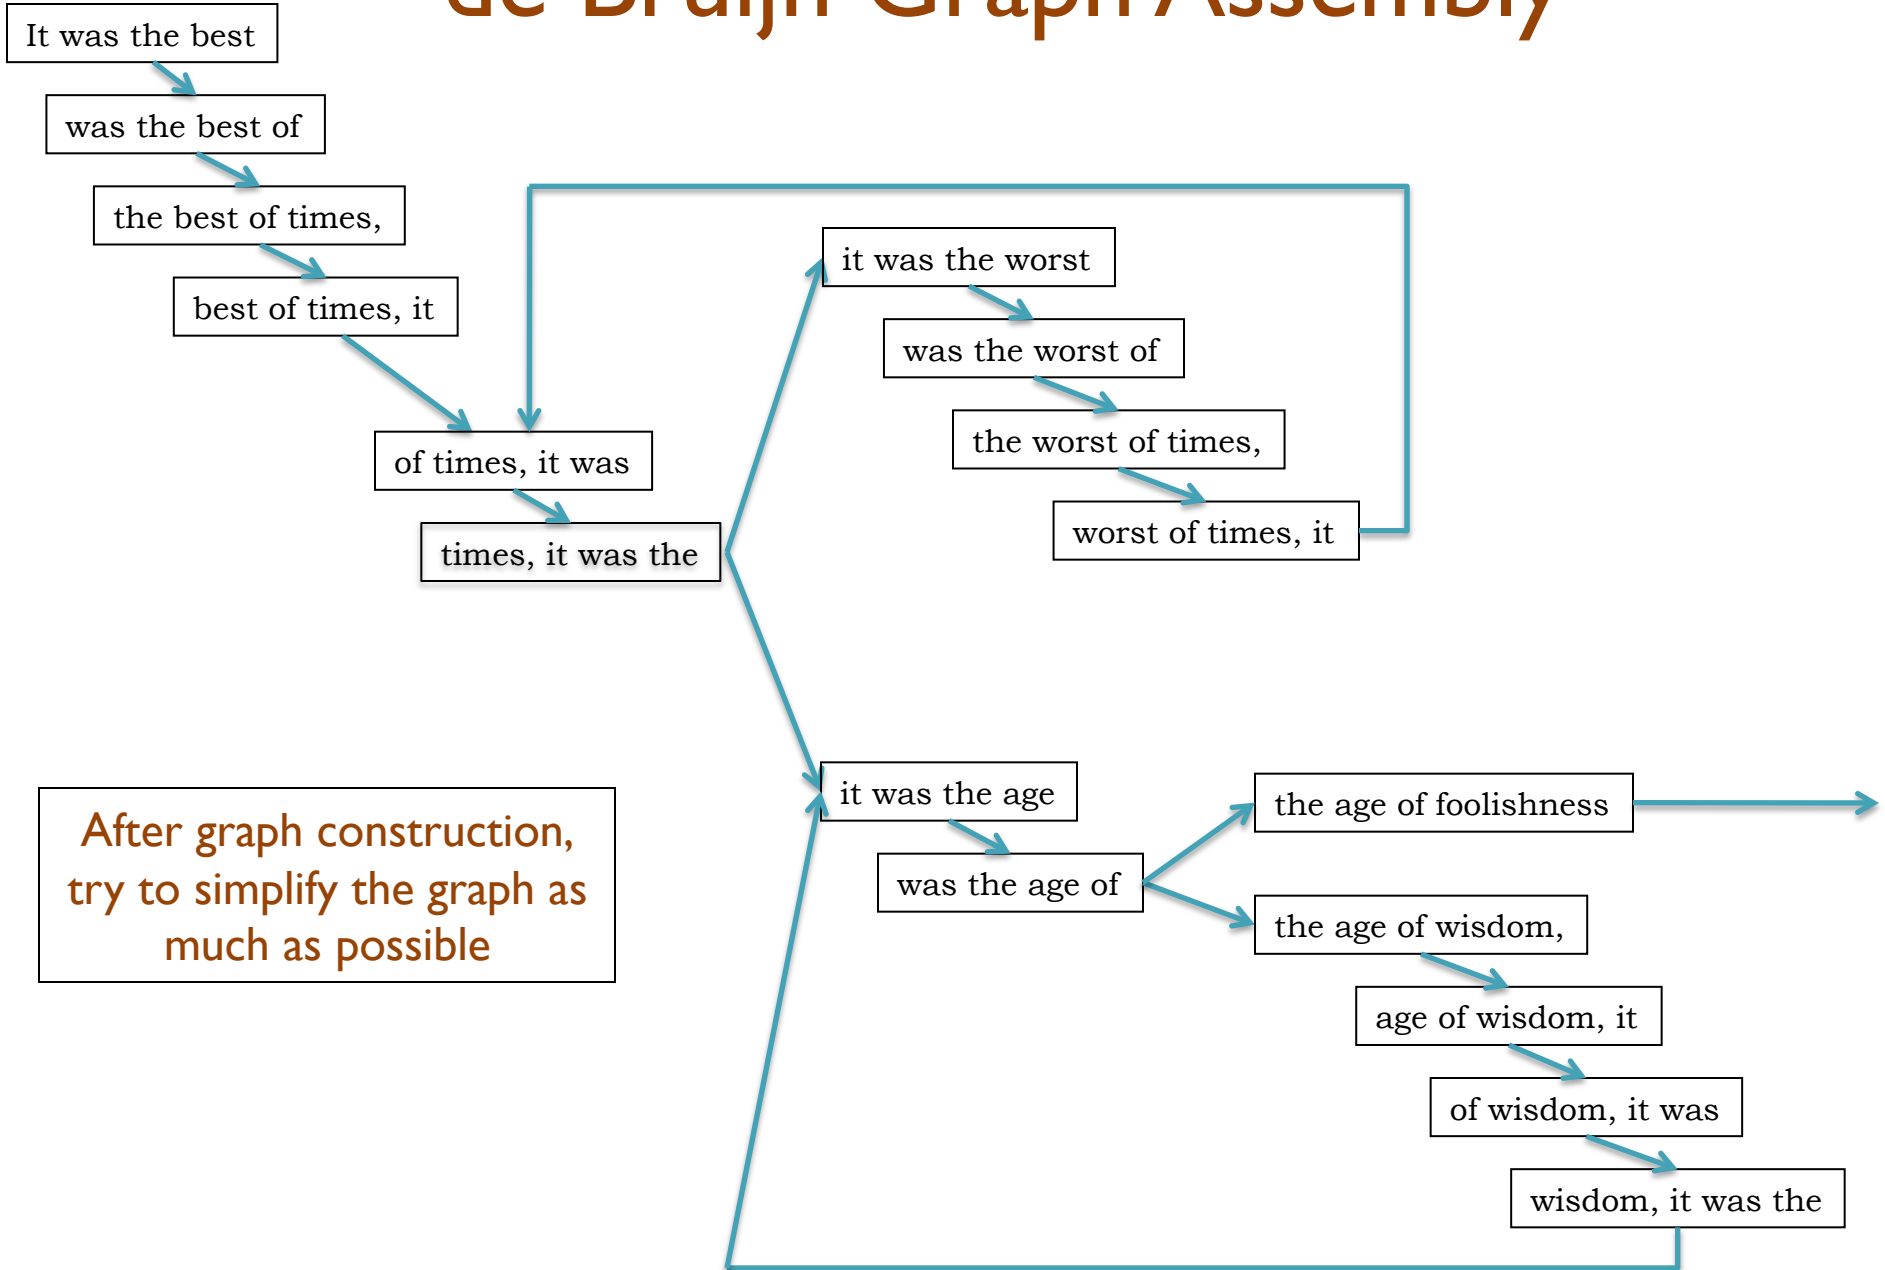 de Bruijn Graph Assembly
It was the best
was the best of
the best of times,
best of times, it
of times, it was
times, it was the
it was the worst
was the worst of
the worst of times,
worst of times, it
it was the age
was the age of
the age of foolishness
the age of wisdom,
age of wisdom, it
of wisdom, it was
wisdom, it was the
After graph construction,
try to simplify the graph as
much as possible